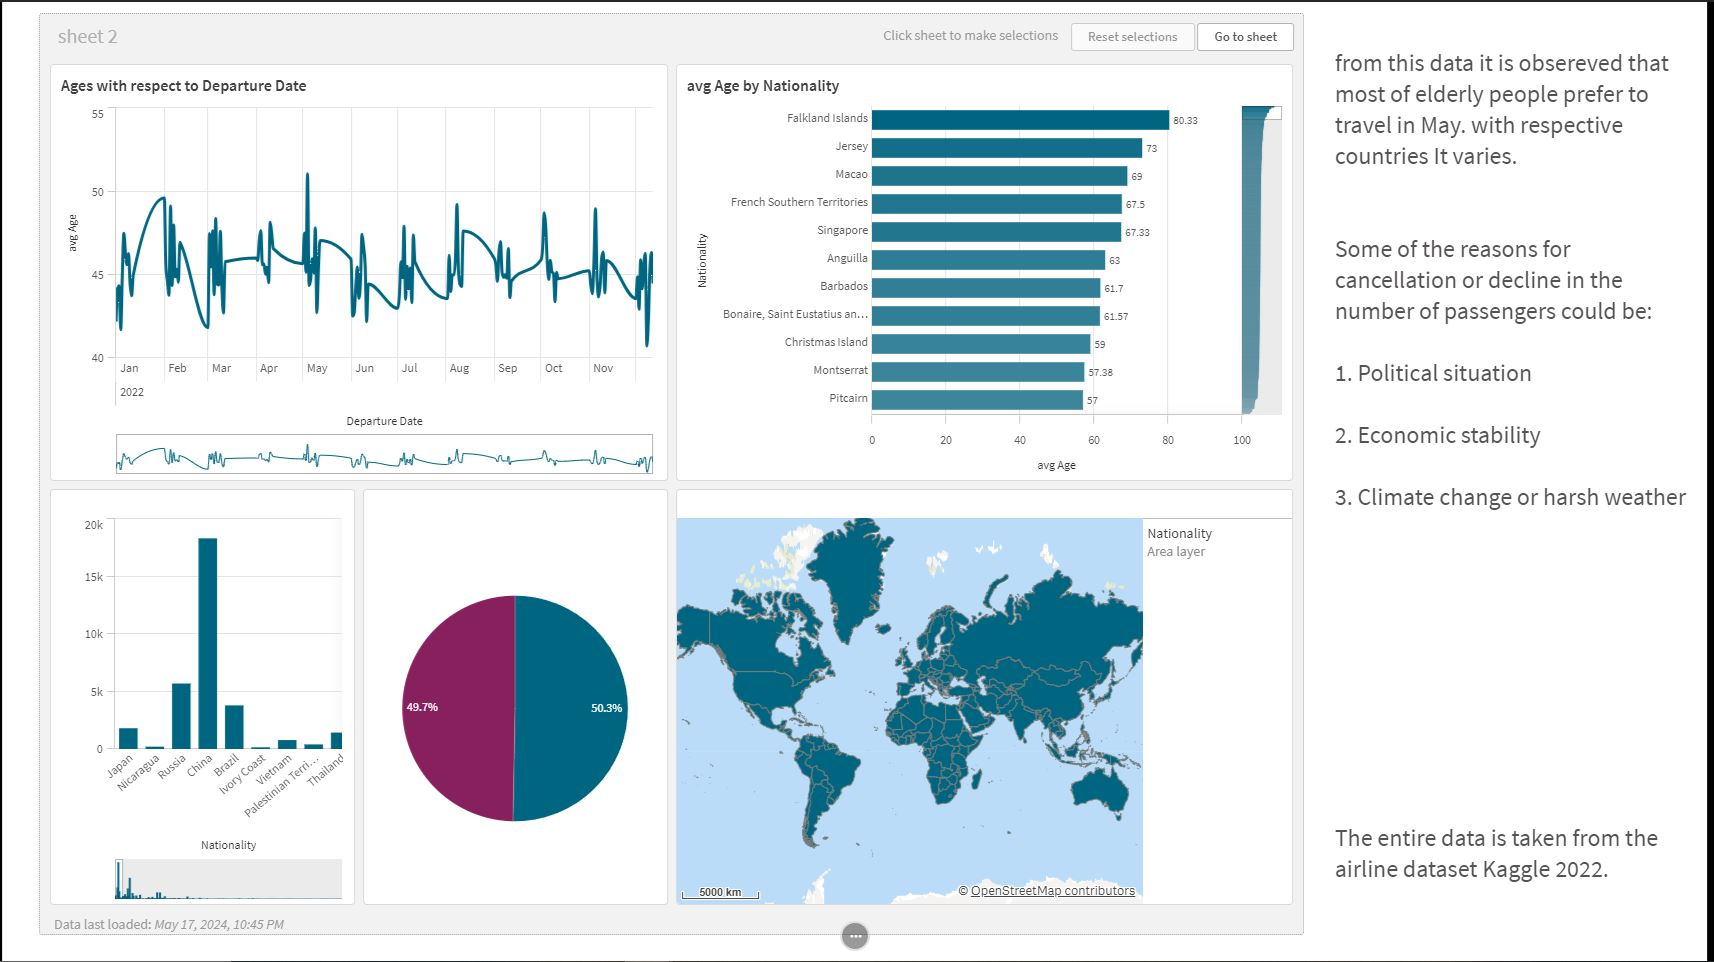 sheet 2
Click sheet to make selections
Reset selections
Go to sheet
Ages with respect to Departure Date
55
50
45
40
avg Age
Jan
Feb
Mar
Apr
May
Jun
Jul
Aug
Sep
Oct
Nov
2022
Departure Date
avg Age by Nationality
Nationality
Falkland Islands
80.33
Jersey
73
Macao
69
French Southern Territories
67.5
Singapore
67.33
Anguilla
63
Barbados
61.7
Bonaire, Saint Eustatius an...
61.57
Christmas Island
59
Montserrat
57.38
Pitcairn
57
0
20
40
60
80
100
avg Age
20k
15k
10k
5k
0
Japan
Nicaragua
Russia
China
Brazil
Ivory Coast
Vietnam
Palestinian Terri...
Thailand
Nationality
49.7%
50.3%
Nationality
Area layer
5000 km
© OpenStreetMap contributors
Data last loaded: May 17, 2024, 10:45 PM
from this data it is obsereved that
most of elderly people prefer to
travel in May. with respective
countries It varies.
Some of the reasons for
cancellation or decline in the
number of passengers could be:
1. Political situation
2. Economic stability
3. Climate change or harsh weather
The entire data is taken from the
airline dataset Kaggle 2022.